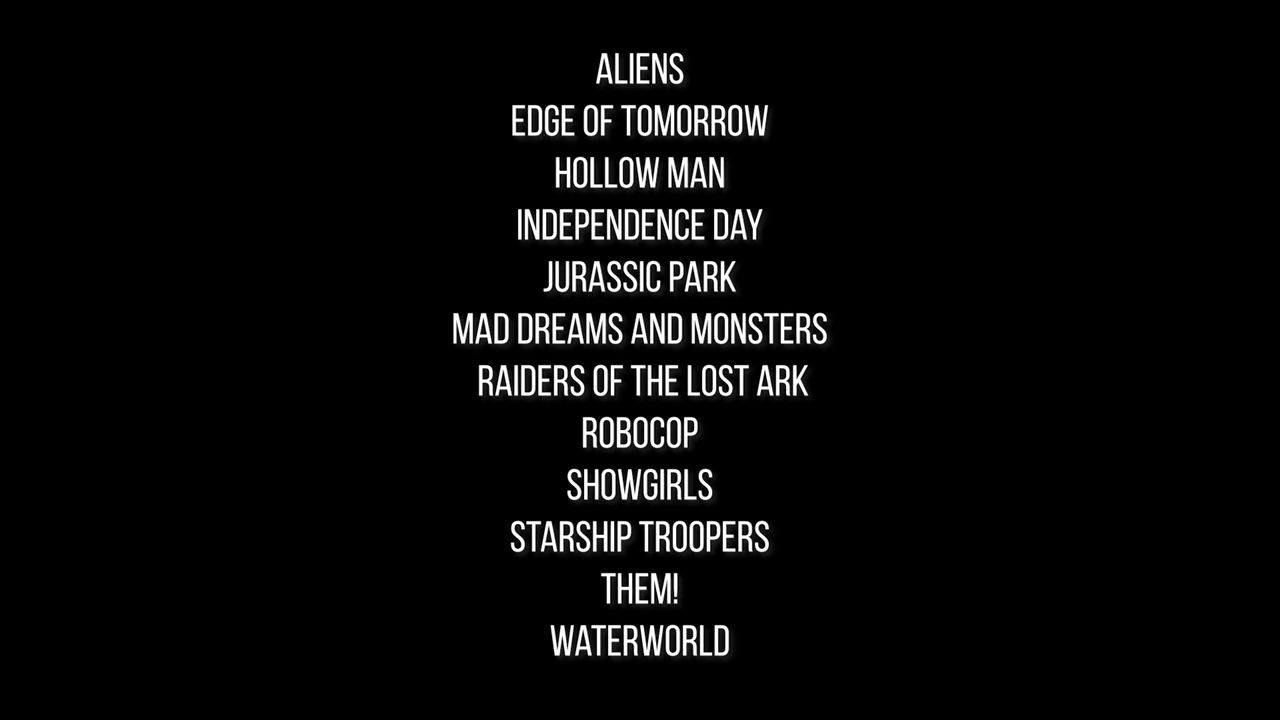 ALIENS
EDGE OF TOMORROW
HOLLOW MAN
INDEPENDENCE DAY
JURASSIC PARK
MAD DREAMS AND MONSTERS
RAIDERS OF THE LOST ARK
ROBOCOP
SHOWGIRLS
STARSHIP TROOPERS
THEM!
WATERWORLD